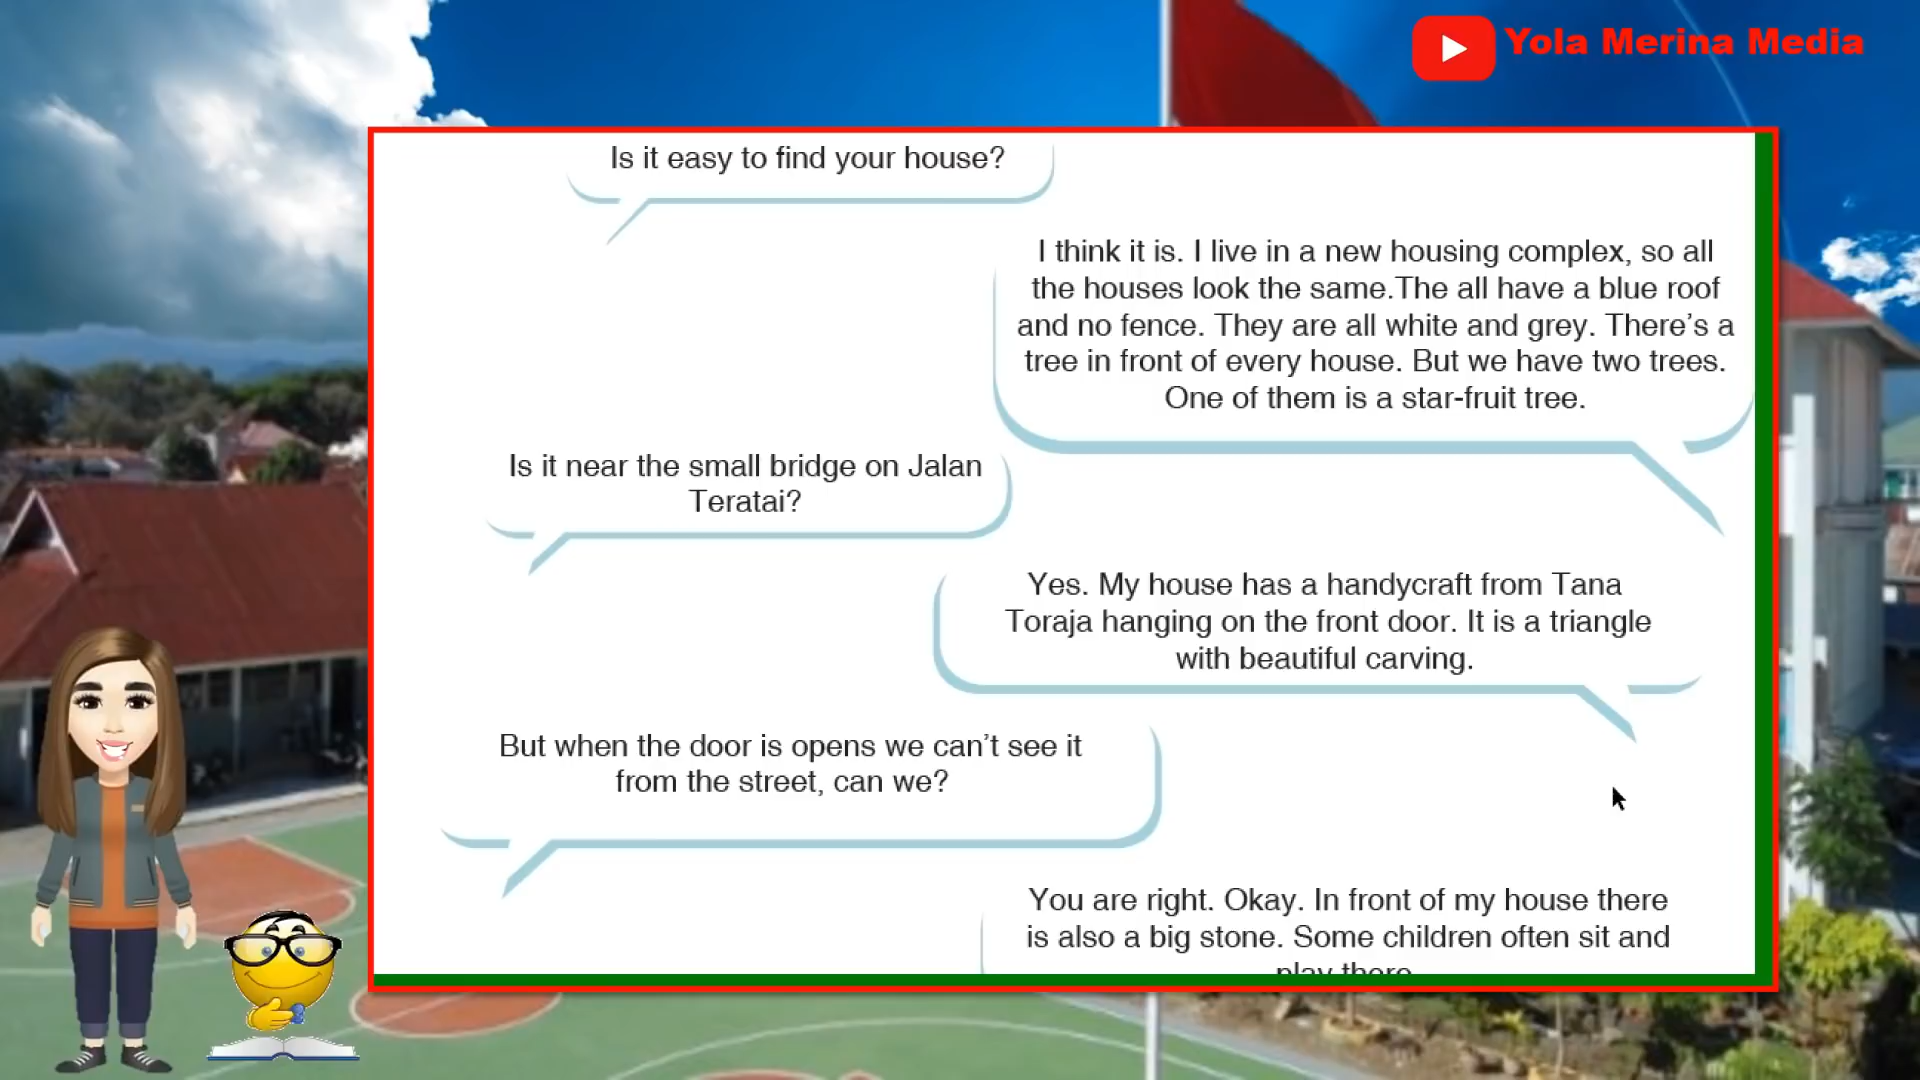 Yola Merina Media
Is it easy to find your house?
I think it is. I live in a new housing complex, so all
the houses look the same.The all have a blue roof
and no fence. They are all white and grey. There's a
tree in front of every house. But we have two trees.
One of them is a star-fruit tree.
Is it near the small bridge on Jalan
Teratai?
Yes. My house has a handycraft from Tana
Toraja hanging on the front door. It is a triangle
with beautiful carving.
But when the door is opens we can't see it
from the street, can we?
You are right. Okay. In front of my house there
is also a big stone. Some children often sit and
play there